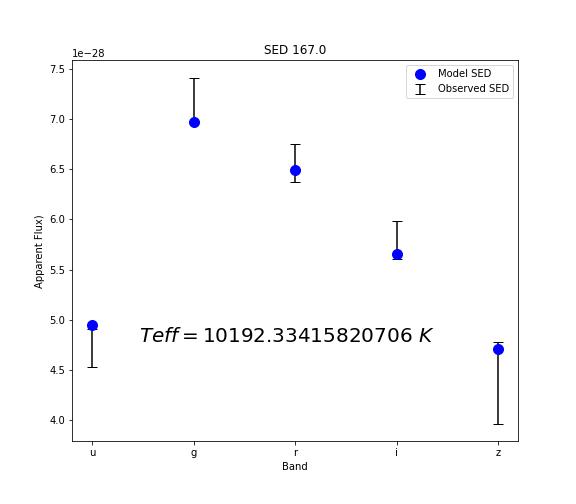 SED 167.0
1e−28
Model SED
Observed SED
7.5
7.0
6.5
6.0
5.5
5.0
4.5
4.0
Apparent Flux)
Teff = 10192.33415820706 K
u g r i z
Band